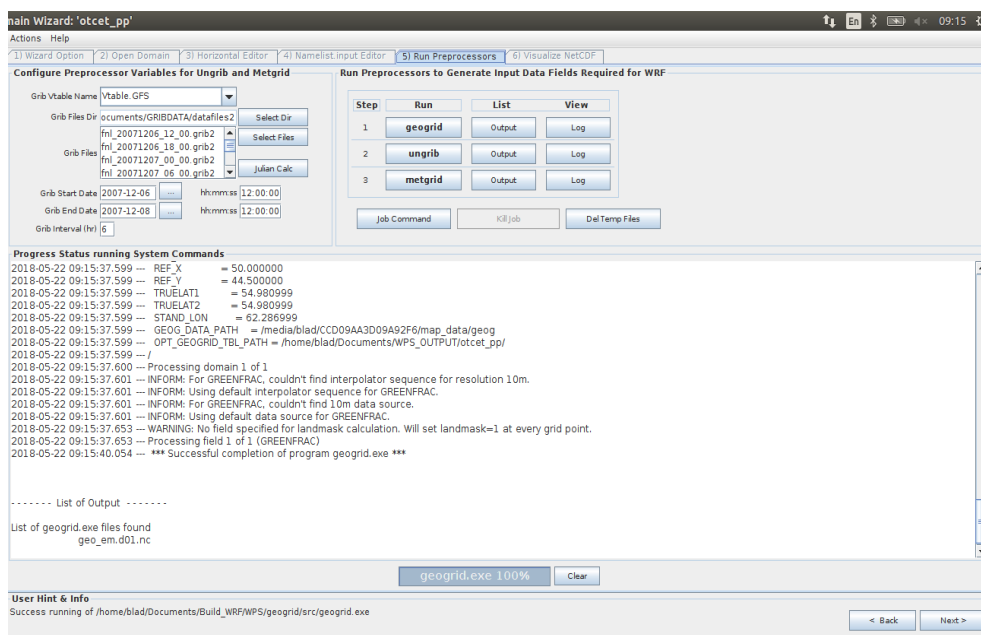 main Wizard: 'otcet_pp'
En
09:15
Actions Help
1) Wizard Option 2) Open Domain 3) Horizontal Editor 4) Namelist.input Editor 5) Run Preprocessors 6) Visualize NetCDF
Configure Preprocessor Variables for Ungrib and Metgrid
Grib Vtable Name Vtable.GFS
Grib Files Dir ocuments/GRIBDATA/datafiles2 Select Dir
Grib Files
fnl_20071206_12_00.grib2
fnl_20071206_18_00.grib2
fnl_20071207_00_00.grib2
fnl_20071207_06_00.grib2
Select Files
Julian Calc
Grib Start Date 2007-12-06 ... hh:mm:ss 12:00:00
Grib End Date 2007-12-08 ... hh:mm:ss 12:00:00
Grib Interval (hr) 6
Run Preprocessors to Generate Input Data Fields Required for WRF
Step Run List View
1 geogrid Output Log
2 ungrib Output Log
3 metgrid Output Log
Job Command Kill Job Del Temp Files
Progress Status running System Commands
2018-05-22 09:15:37.599 --- REF_X = 50.000000
2018-05-22 09:15:37.599 --- REF_Y = 44.500000
2018-05-22 09:15:37.599 --- TRUELAT1 = 54.980999
2018-05-22 09:15:37.599 --- TRUELAT2 = 54.980999
2018-05-22 09:15:37.599 --- STAND_LON = 62.286999
2018-05-22 09:15:37.599 --- GEOG_DATA_PATH = /media/blad/CCD09AA3D09A92F6/map_data/geog
2018-05-22 09:15:37.599 --- OPT_GEOGRID_TBL_PATH = /home/blad/Documents/WPS_OUTPUT/otcet_pp/
2018-05-22 09:15:37.599 --- /
2018-05-22 09:15:37.600 --- Processing domain 1 of 1
2018-05-22 09:15:37.601 --- INFORM: For GREENFRAC, couldn't find interpolator sequence for resolution 10m.
2018-05-22 09:15:37.601 --- INFORM: Using default interpolator sequence for GREENFRAC.
2018-05-22 09:15:37.601 --- INFORM: For GREENFRAC, couldn't find 10m data source.
2018-05-22 09:15:37.601 --- INFORM: Using default data source for GREENFRAC.
2018-05-22 09:15:37.653 --- WARNING: No field specified for landmask calculation. Will set landmask=1 at every grid point.
2018-05-22 09:15:37.653 --- Processing field 1 of 1 (GREENFRAC)
2018-05-22 09:15:40.054 --- *** Successful completion of program geogrid.exe ***
------- List of Output -------
List of geogrid.exe files found
geo_em.d01.nc
geogrid.exe 100% Clear
User Hint & Info
Success running of /home/blad/Documents/Build_WRF/WPS/geogrid/src/geogrid.exe
< Back Next >